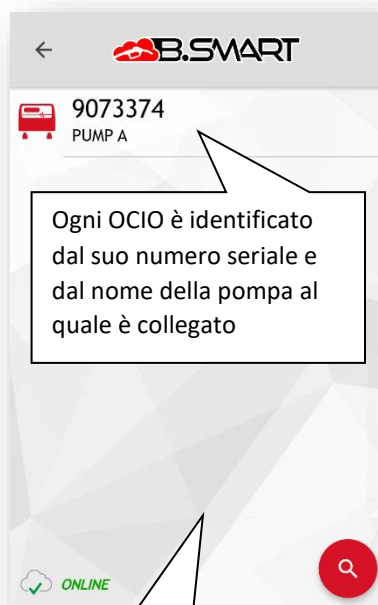 B.SMART
9073374
PUMP A
Ogni OCIO è identificato
dal suo numero seriale e
dal nome della pompa al
quale è collegato
ONLINE